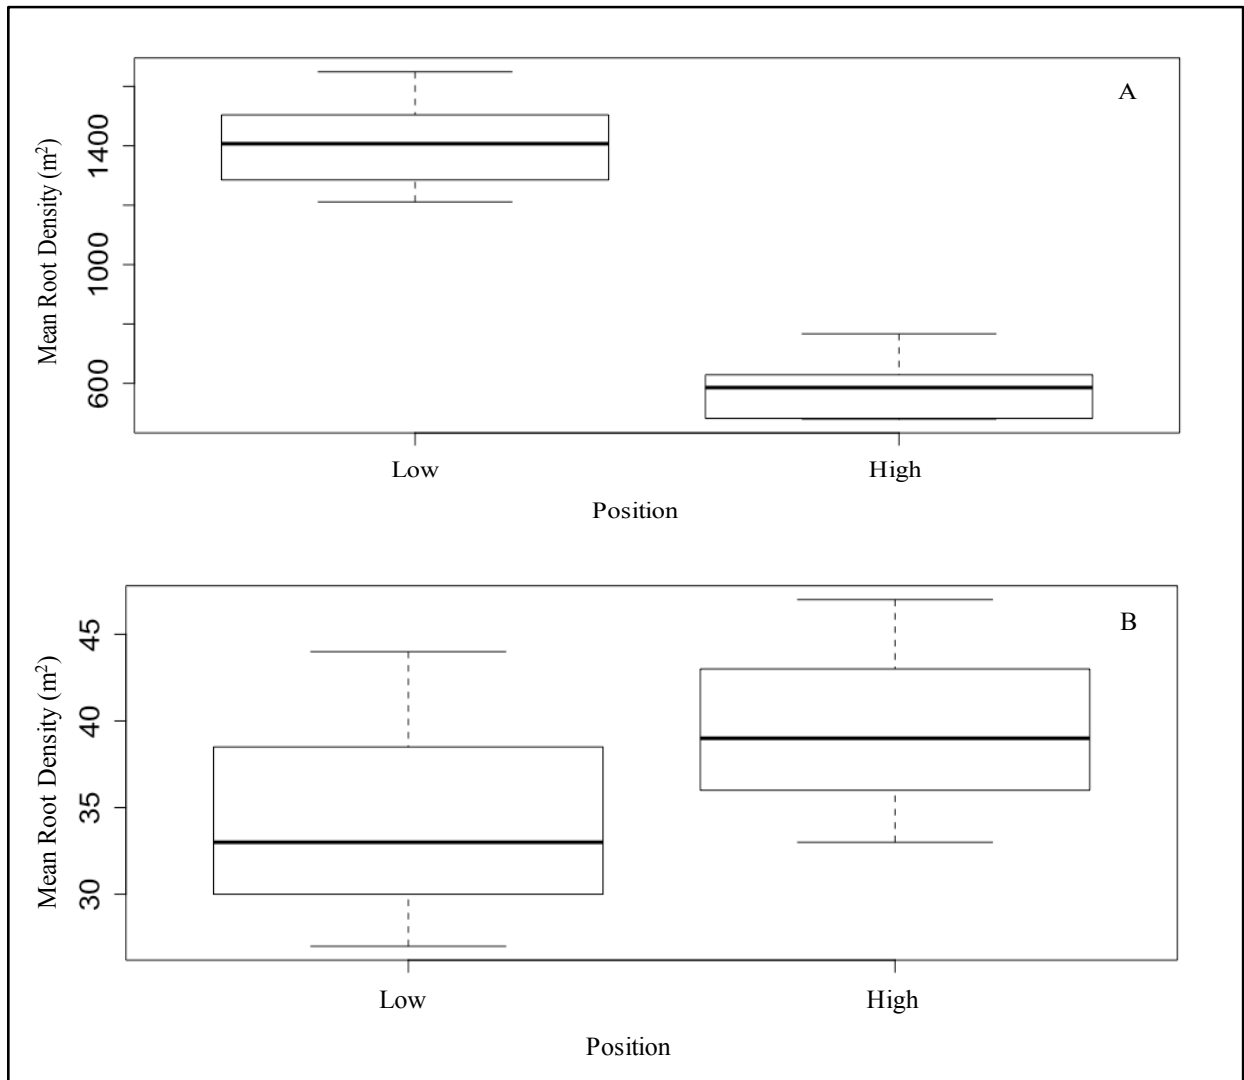 A
Mean Root Density (m²)
1400
1000
600
Low High
Position
B
Mean Root Density (m²)
45
40
35
30
Low High
Position